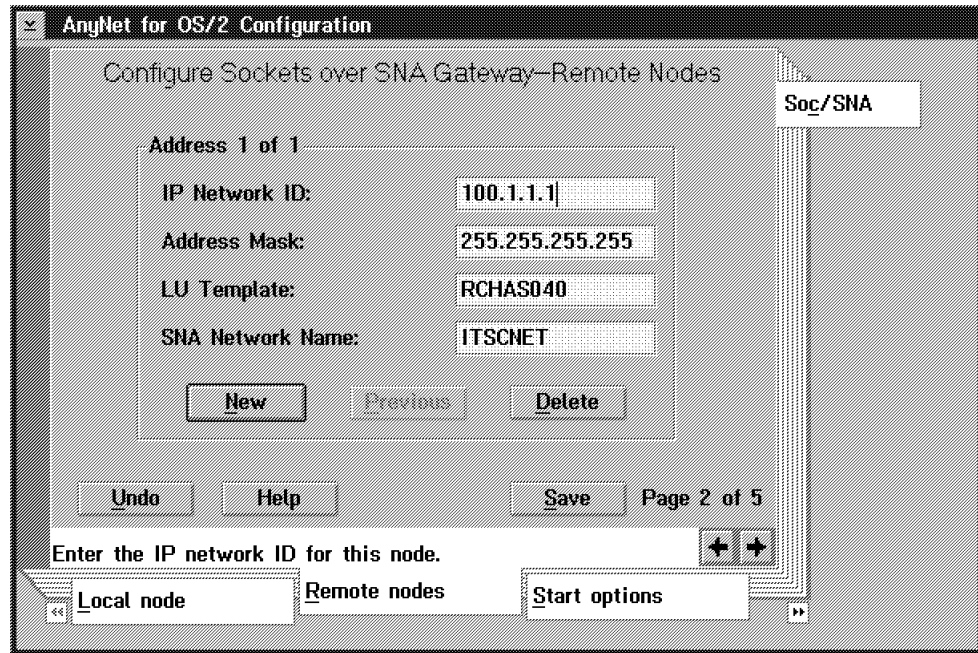 AnyNet for OS/2 Configuration
Configure Sockets over SNA Gateway—Remote Nodes
Soc/SNA
Address 1 of 1
IP Network ID: 100.1.1.1
Address Mask: 255.255.255.255
LU Template: RCHAS040
SNA Network Name: ITSCNET
New Previous Delete
Undo Help Save Page 2 of 5
Enter the IP network ID for this node.
Local node Remote nodes Start options